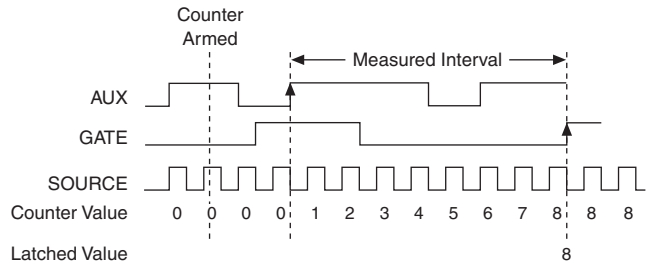 Counter
Armed
Measured Interval
AUX
GATE
SOURCE
Counter Value 0 0 0 0 1 2 3 4 5 6 7 8 8 8
Latched Value 8